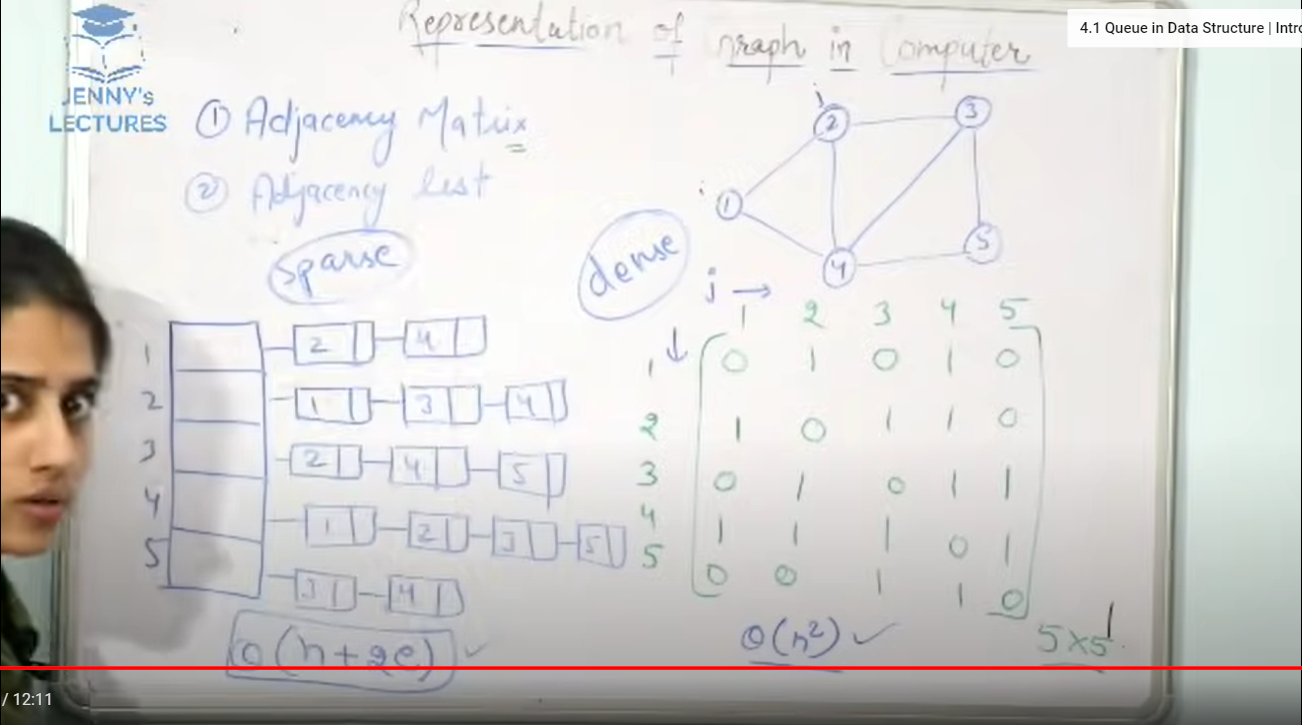 Representation of Graph in Computer
4.1 Queue in Data Structure | Intro
JENNY's
LECTURES
① Adjacency Matrix
② Adjacency List
sparse
dense
i
j
1
2
3
4
5
j →
↓
1 2 3 4 5
1 0 1 0 1 0
2 1 0 1 1 0
3 0 1 0 1 1
4 1 1 1 0 1
5 0 0 1 1 0
1 2 4
2 1 3 4
3 2 4 5
4 1 2 3 5
5 3 4
O(n+2e) ✓
O(n²) ✓
5×5
/ 12:11